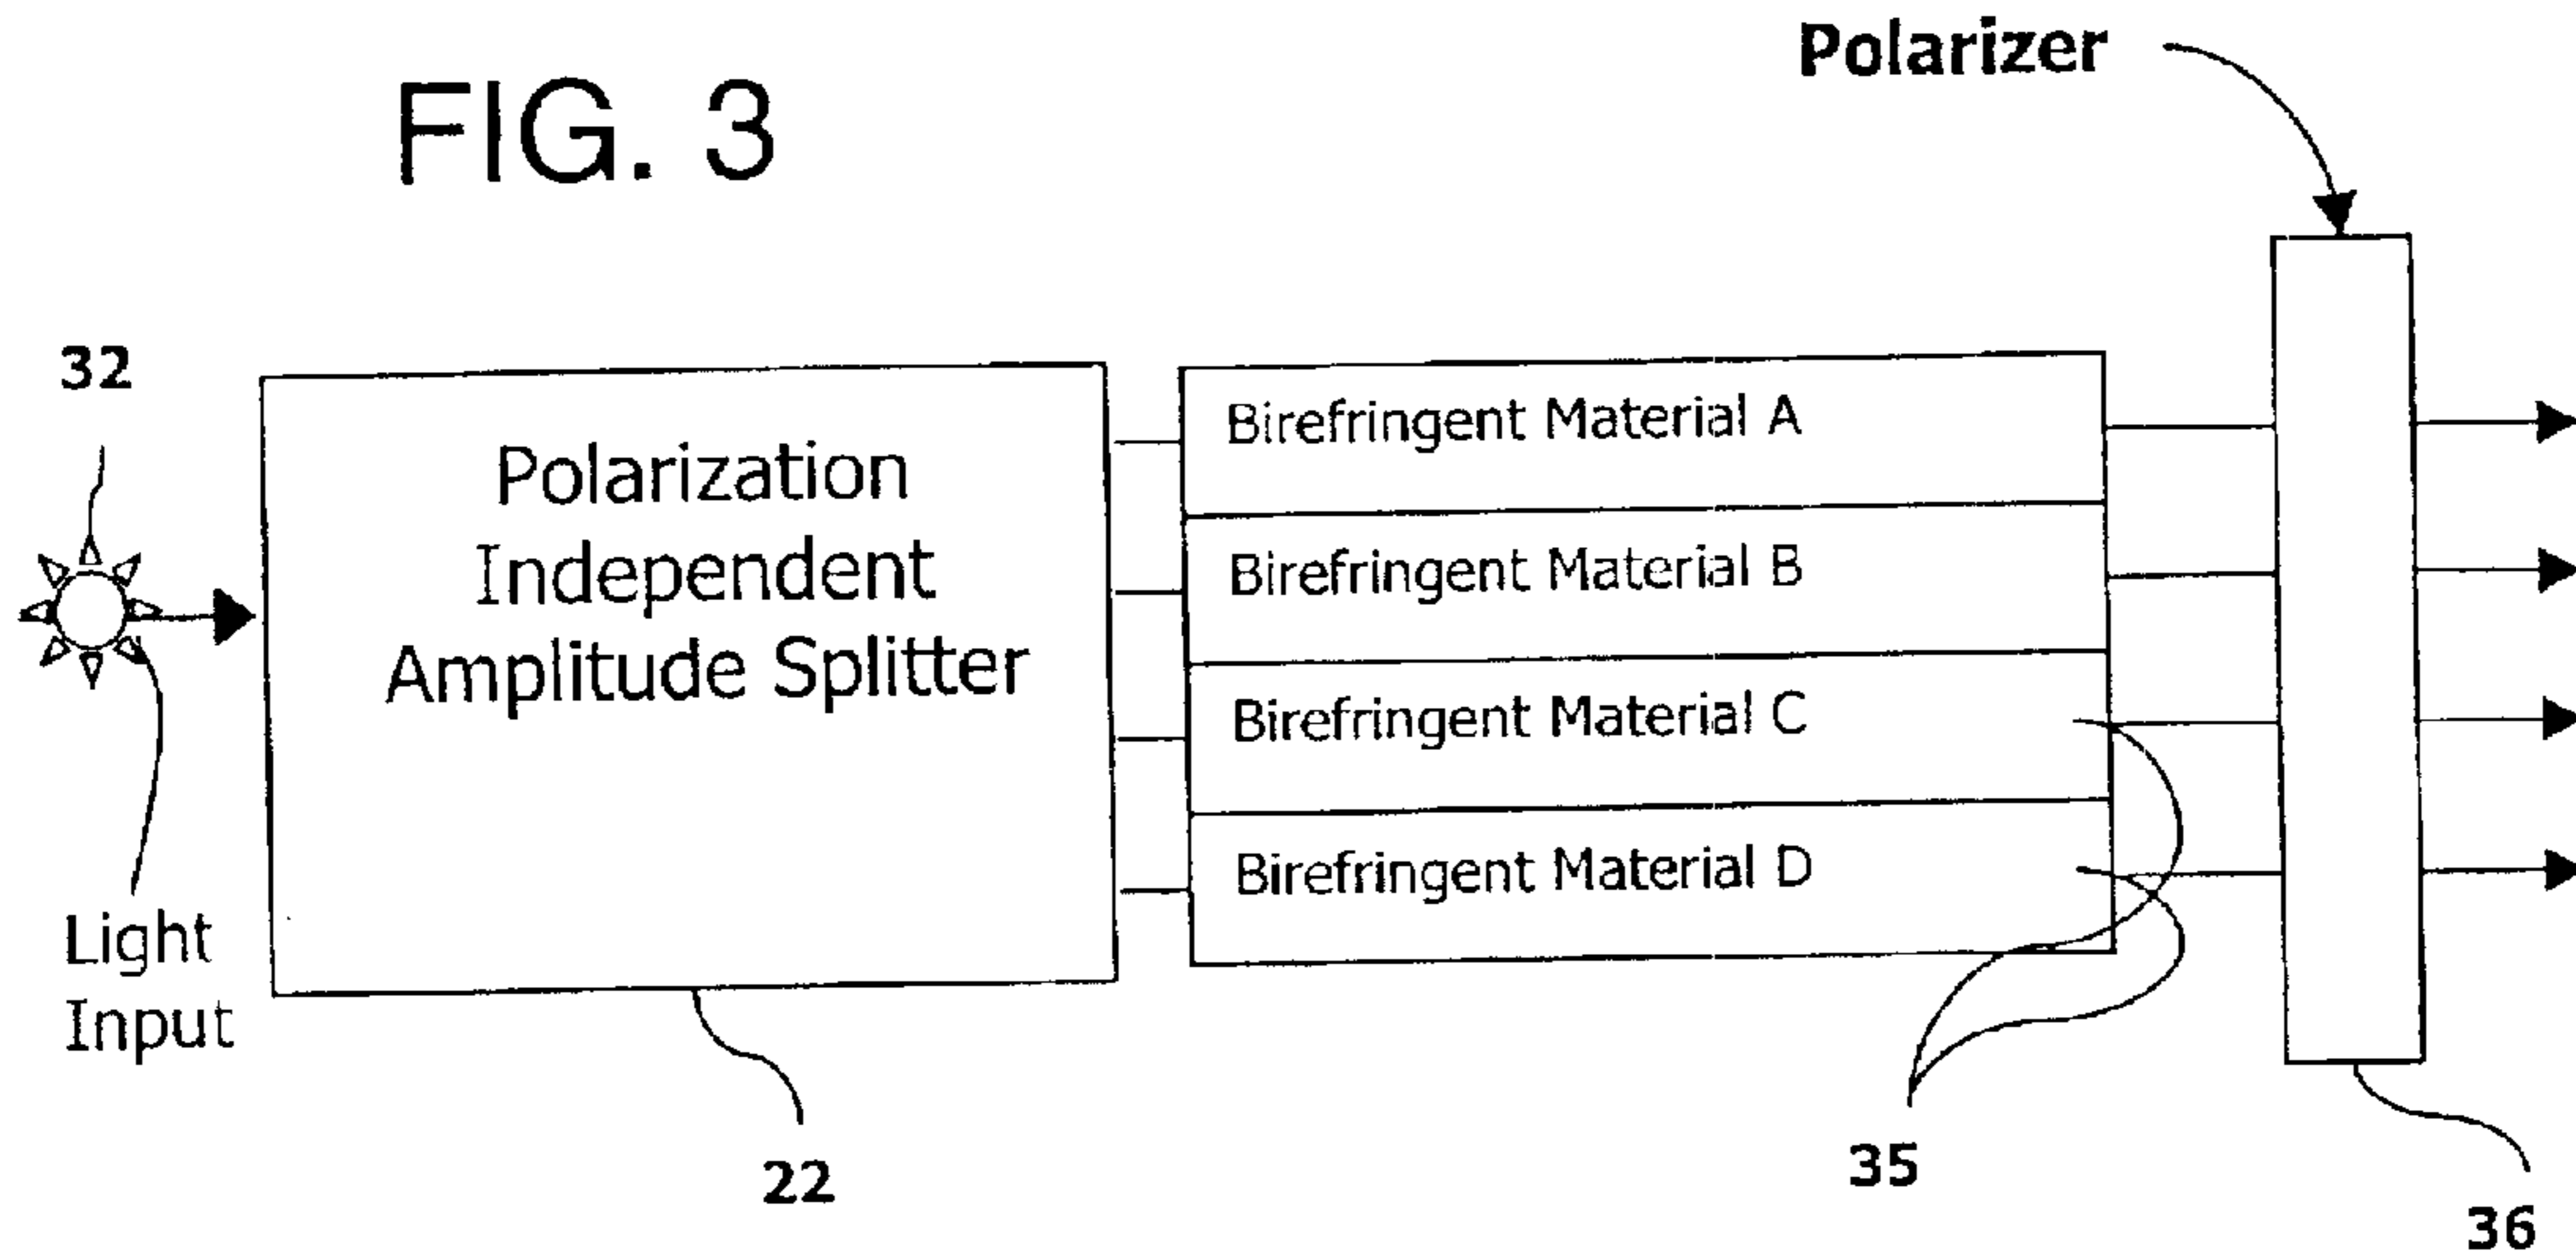 FIG. 3
Polarizer
32
Polarization
Independent
Amplitude Splitter
Birefringent Material A
Birefringent Material B
Birefringent Material C
Birefringent Material D
Light
Input
22
35
36